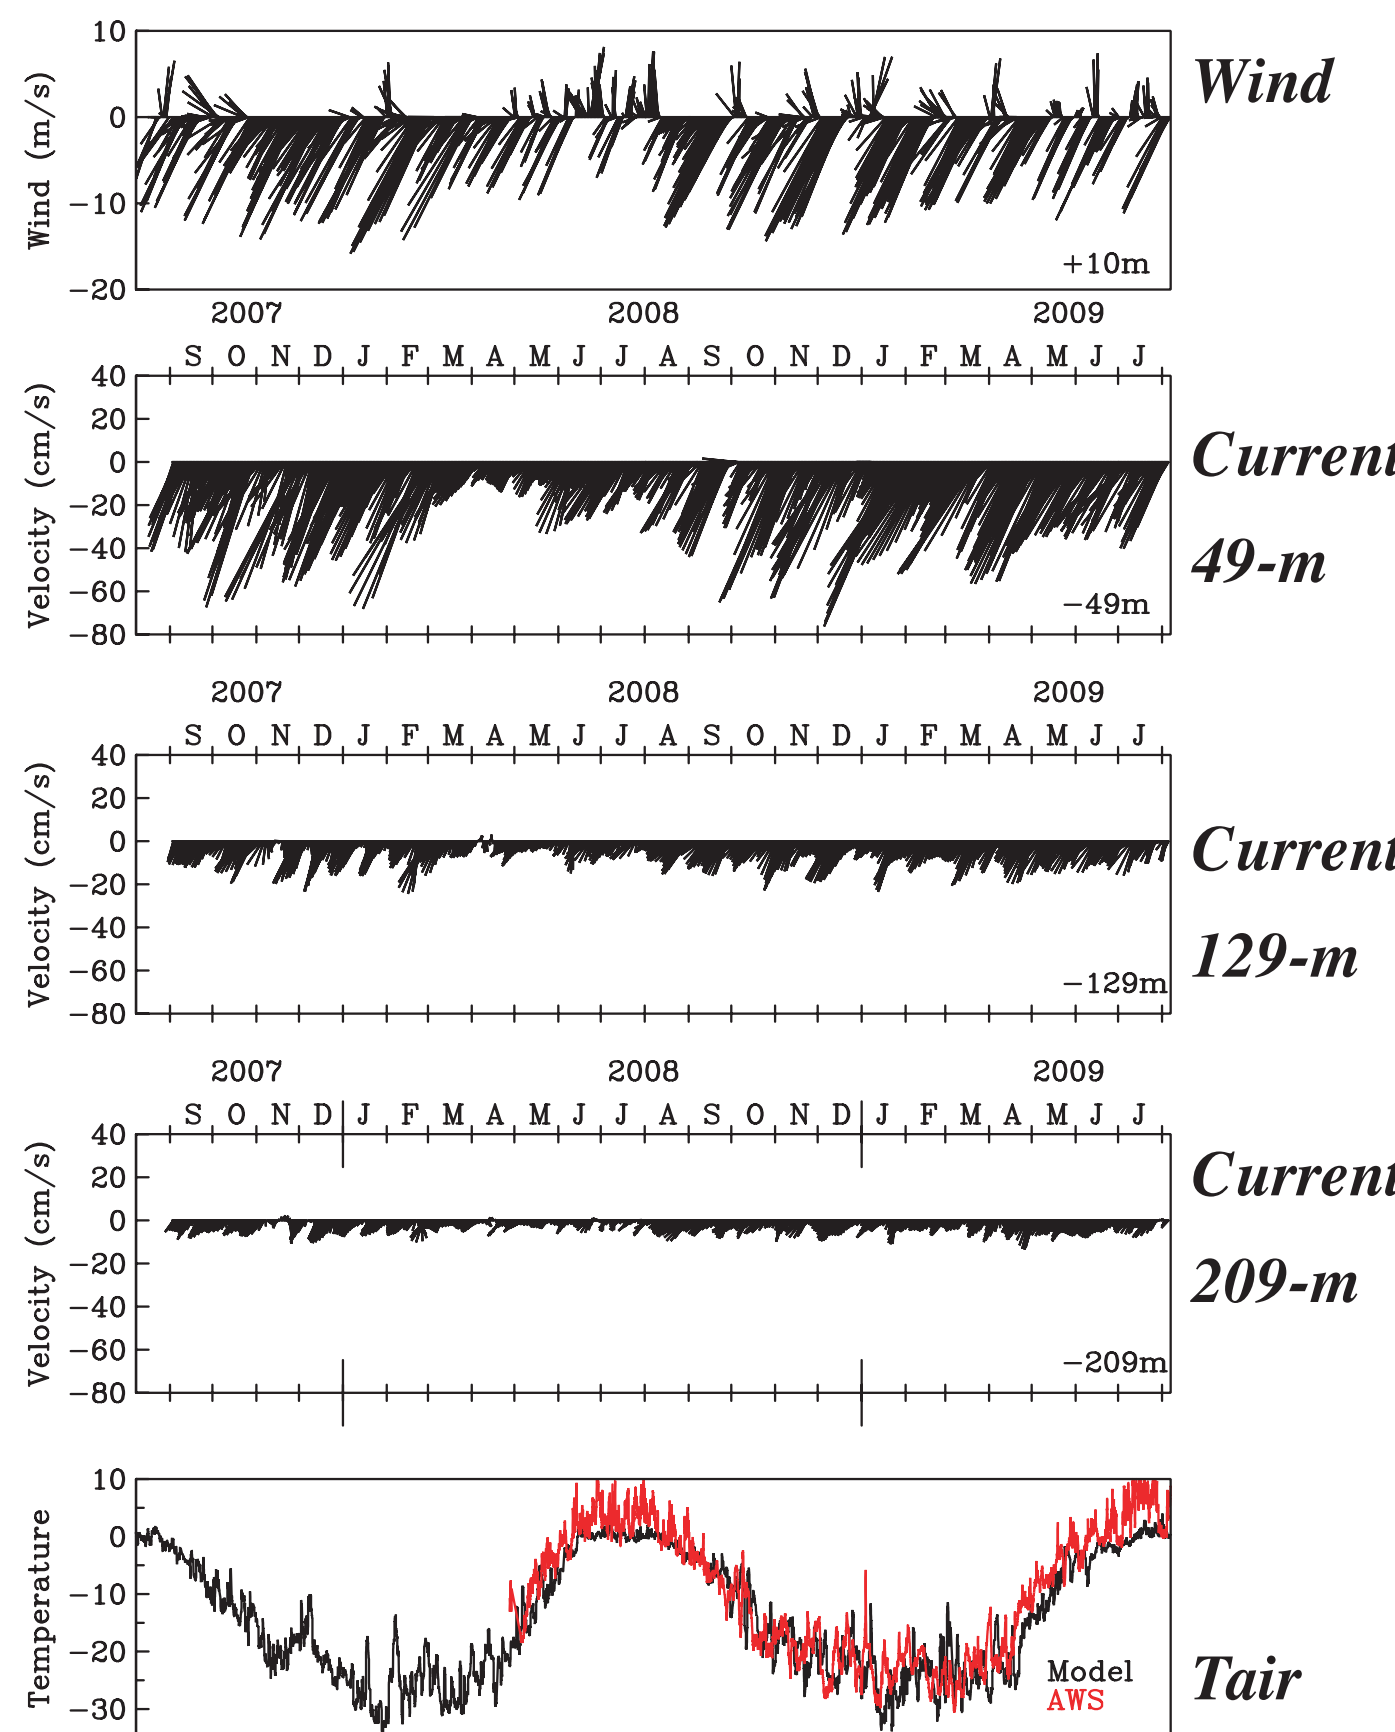 10
0
−10
−20
Wind (m/s)
+10m
Wind
2007 2008 2009
S O N D J F M A M J J A S O N D J F M A M J J
40
20
0
−20
−40
−60
−80
Velocity (cm/s)
−49m
Current
49-m
2007 2008 2009
S O N D J F M A M J J A S O N D J F M A M J J
40
20
0
−20
−40
−60
−80
Velocity (cm/s)
−129m
Current
129-m
2007 2008 2009
S O N D J F M A M J J A S O N D J F M A M J J
40
20
0
−20
−40
−60
−80
Velocity (cm/s)
−209m
Current
209-m
10
0
−10
−20
−30
Temperature
Model
AWS
Tair